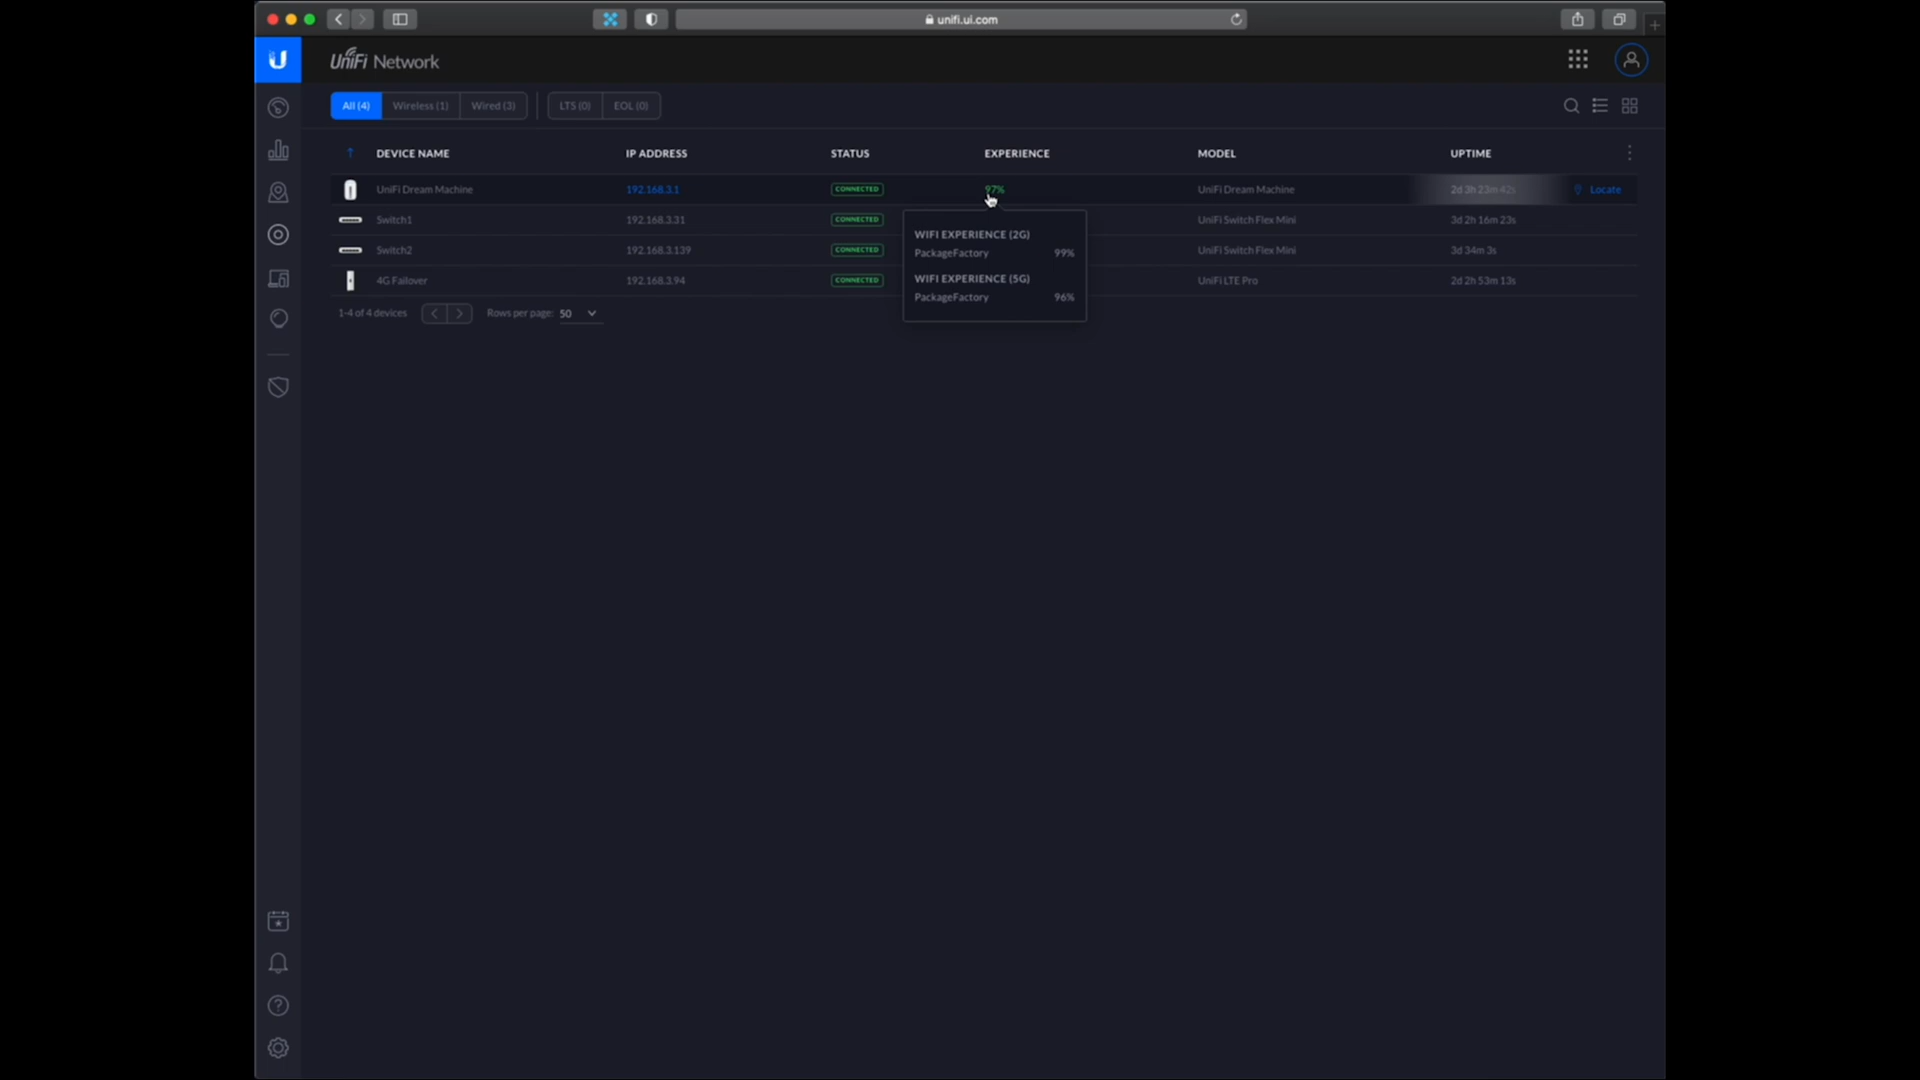 unifi.ui.com
UniFi Network
All (4) Wireless (1) Wired (3) LTS (0) EOL (0)
DEVICE NAME IP ADDRESS STATUS EXPERIENCE MODEL UPTIME
UniFi Dream Machine 192.168.3.1 CONNECTED 97% UniFi Dream Machine 2d 3h 23m 42s Locate
Switch1 192.168.3.31 CONNECTED UniFi Switch Flex Mini 3d 2h 16m 23s
Switch2 192.168.3.139 CONNECTED UniFi Switch Flex Mini 3d 34m 3s
4G Failover 192.168.3.94 CONNECTED UniFi LTE Pro 2d 2h 53m 13s
WIFI EXPERIENCE (2G)
PackageFactory 99%
WIFI EXPERIENCE (5G)
PackageFactory 96%
1-4 of 4 devices Rows per page: 50